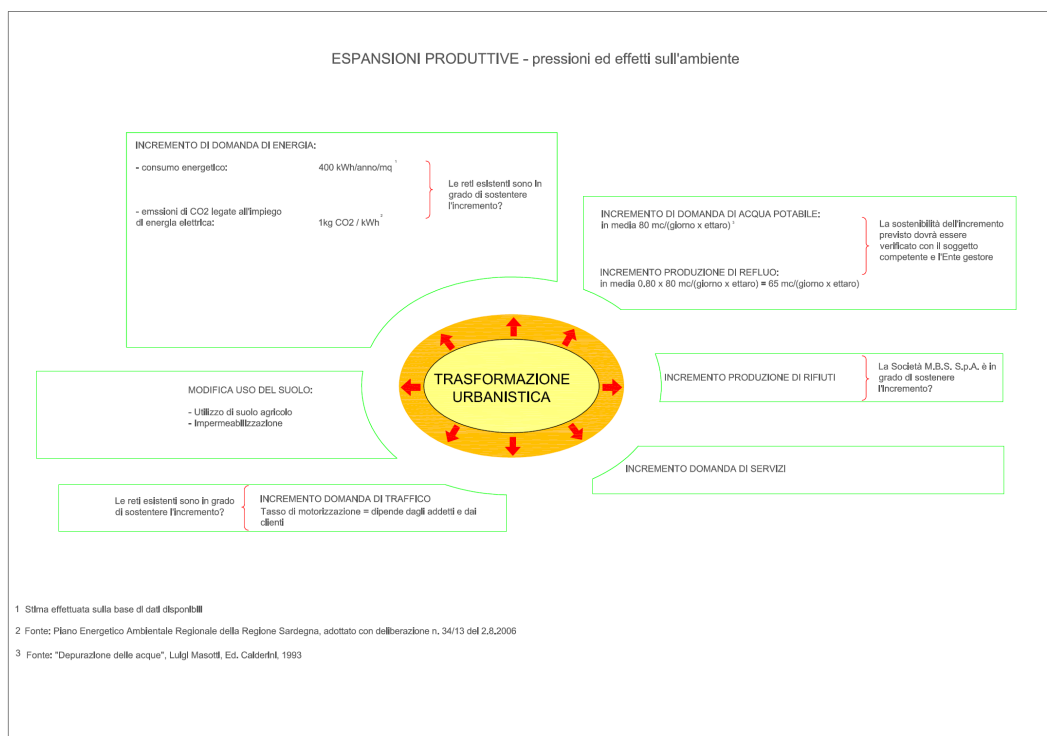 ESPANSIONI PRODUTTIVE - pressioni ed effetti sull'ambiente
INCREMENTO DI DOMANDA DI ENERGIA:
- consumo energetico: 400 kWh/anno/mq
- emssioni di CO2 legate all'impiego
di energia elettrica: 1kg CO2 / kWh 2
Le reti esistenti sono in
grado di sostentere
l'incremento?
INCREMENTO DI DOMANDA DI ACQUA POTABILE:
in media 80 mc/(giorno x ettaro)
INCREMENTO PRODUZIONE DI REFLUO:
in media 0.80 x 80 mc/(giorno x ettaro) = 65 mc/(giorno x ettaro)
La sostenibilità dell'incremento
previsto dovrà essere
verificato con il soggetto
competente e l'Ente gestore
TRASFORMAZIONE
URBANISTICA
MODIFICA USO DEL SUOLO:
- Utilizzo di suolo agricolo
- Impermeabilizzazione
INCREMENTO PRODUZIONE DI RIFIUTI
La Società M.B.S. S.p.A. è in
grado di sostenere
l'incremento?
INCREMENTO DOMANDA DI SERVIZI
Le reti esistenti sono in grado
di sostentere l'incremento?
INCREMENTO DOMANDA DI TRAFFICO
Tasso di motorizzazione = dipende dagli addetti e dai
clienti
1 Stima effettuata sulla base di dati disponibili
2 Fonte: Piano Energetico Ambientale Regionale della Regione Sardegna, adottato con deliberazione n. 34/13 del 2.8.2006
3 Fonte: "Depurazione delle acque", Luigi Masotti, Ed. Calderini, 1993